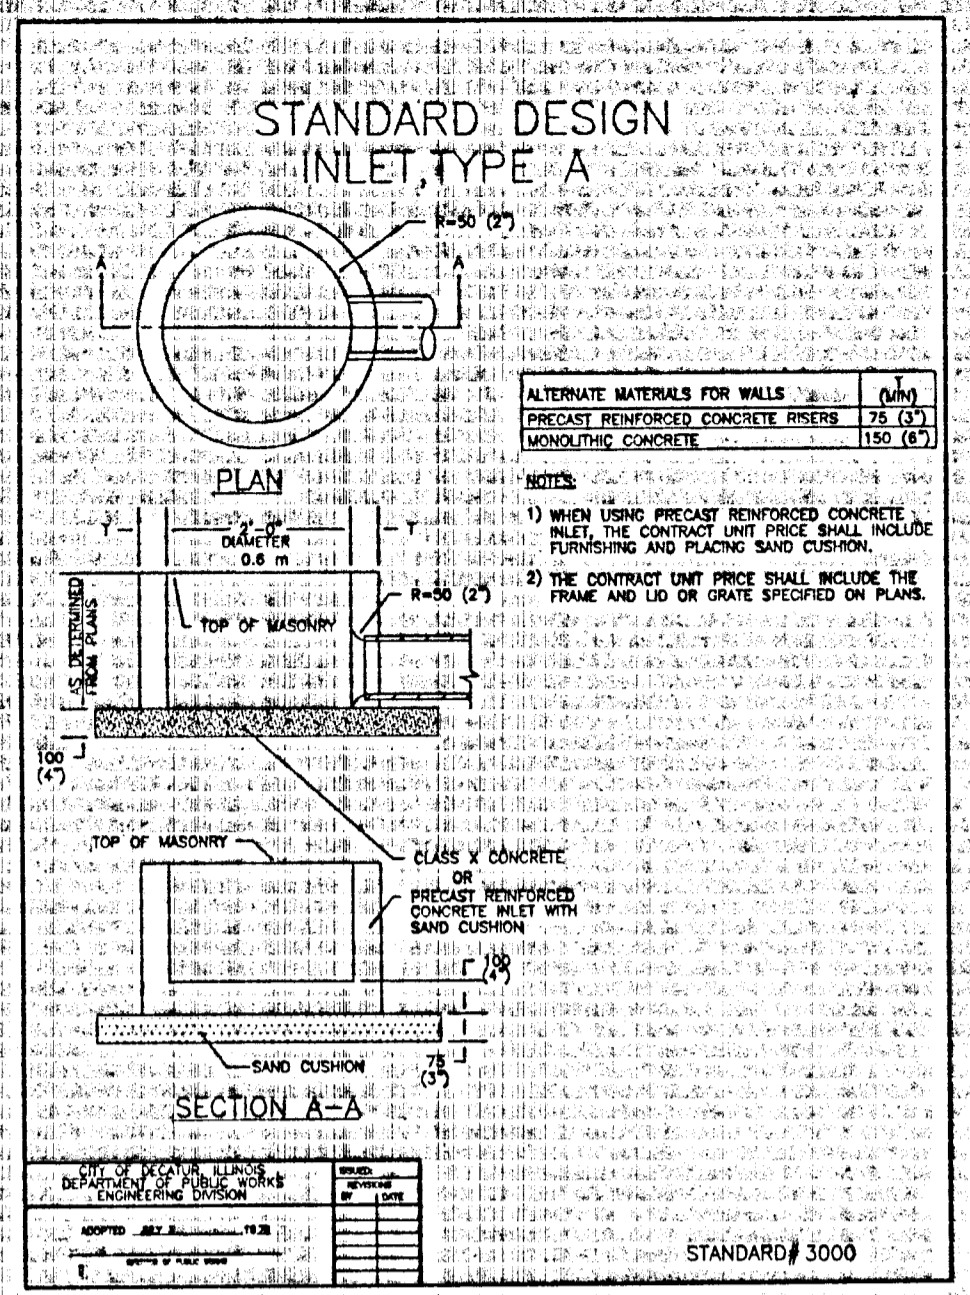 STANDARD DESIGN
INLET, TYPE A
R=50 (2")
A
A
PLAN
ALTERNATE MATERIALS FOR WALLS T (MIN)
PRECAST REINFORCED CONCRETE RISERS 75 (3")
MONOLITHIC CONCRETE 150 (6")
NOTES:
1) WHEN USING PRECAST REINFORCED CONCRETE
INLET, THE CONTRACT UNIT PRICE SHALL INCLUDE
FURNISHING AND PLACING SAND CUSHION.
2) THE CONTRACT UNIT PRICE SHALL INCLUDE THE
FRAME AND LID OR GRATE SPECIFIED ON PLANS.
T
2'-0"
DIAMETER
0.6 m
T
R=50 (2")
TOP OF MASONRY
AS DETERMINED
FROM PLANS
100
(4")
TOP OF MASONRY
CLASS X CONCRETE
OR
PRECAST REINFORCED
CONCRETE INLET WITH
SAND CUSHION
100
(4")
SAND CUSHION
75
(3")
SECTION A-A
CITY OF DECATUR, ILLINOIS
DEPARTMENT OF PUBLIC WORKS
ENGINEERING DIVISION
ISSUED:
REVISIONS
BY DATE
ADOPTED
STANDARD# 3000